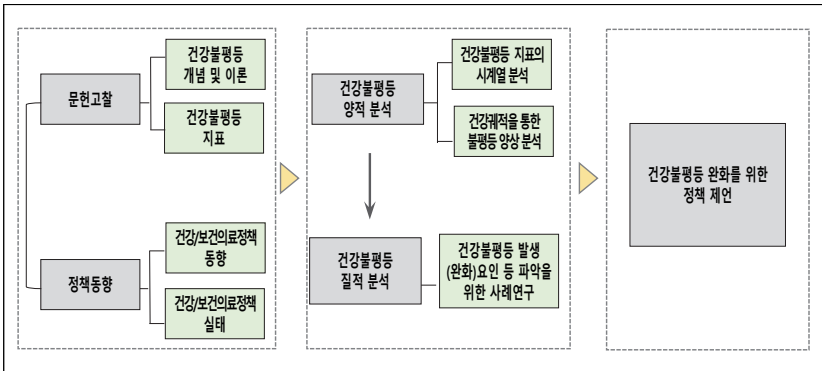 문헌고찰
건강불평등
개념 및 이론
건강불평등
지표
정책동향
건강/보건의료정책
동향
건강/보건의료정책
실태
건강불평등
양적 분석
건강불평등 지표의
시계열 분석
건강궤적을 통한
불평등 양상 분석
건강불평등
질적 분석
건강불평등 발생
(완화)요인 등 파악을
위한 사례연구
건강불평등 완화를 위한
정책 제언